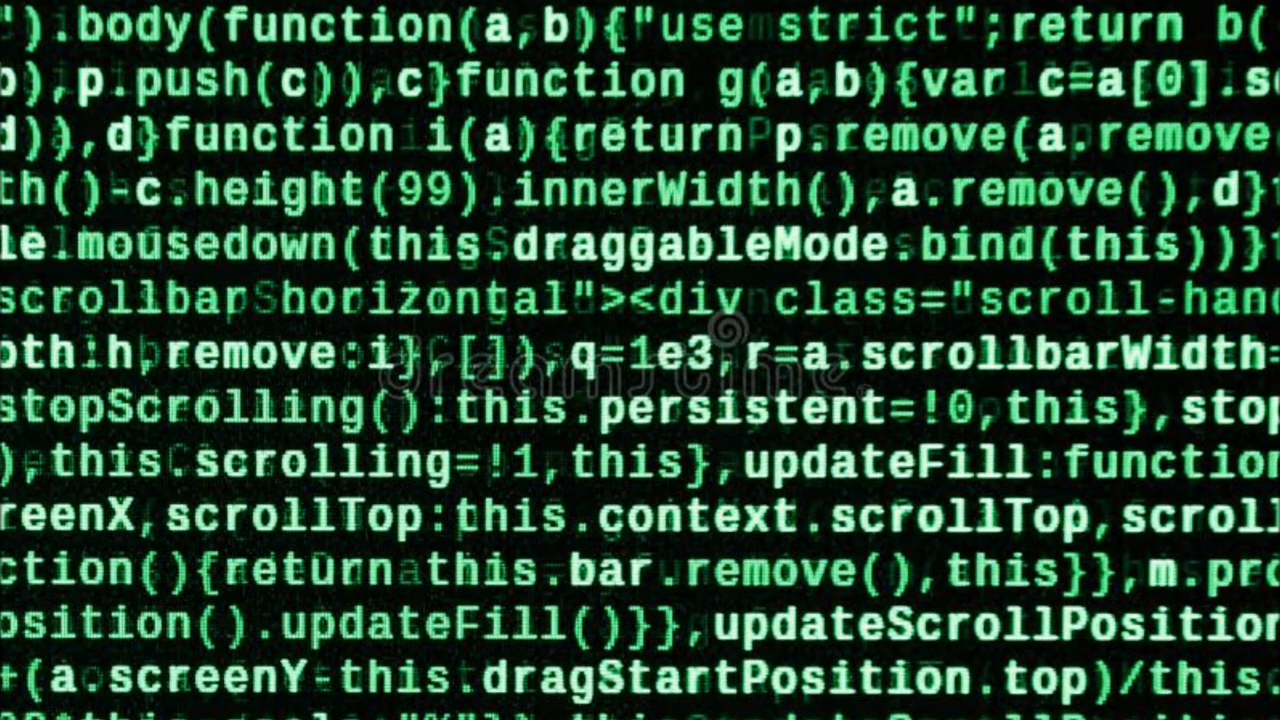 ').body(function(a,b){"use strict";return b(
b),p.push(c)),c}function g(a,b){var c=a[0].s
d)),d}function i(a){return p.remove(a.remove
th()-c.height(99).innerWidth(),a.remove(),d}
le mousedown(this.draggableMode.bind(this))}
scrollbar horizontal"><div class="scroll-hand
h,remove:i},[]),q=1e3,r=a.scrollbarWidth=
stopScrolling():this.persistent=!0,this},stop
),this.scrolling=!1,this},updateFill:function
reenX,scrollTop:this.context.scrollTop,scroll
ction(){return this.bar.remove(),this}},m.pro
osition().updateFill()}},updateScrollPosition
+(a.screenY-this.dragStartPosition.top)/this.
dreamstime.